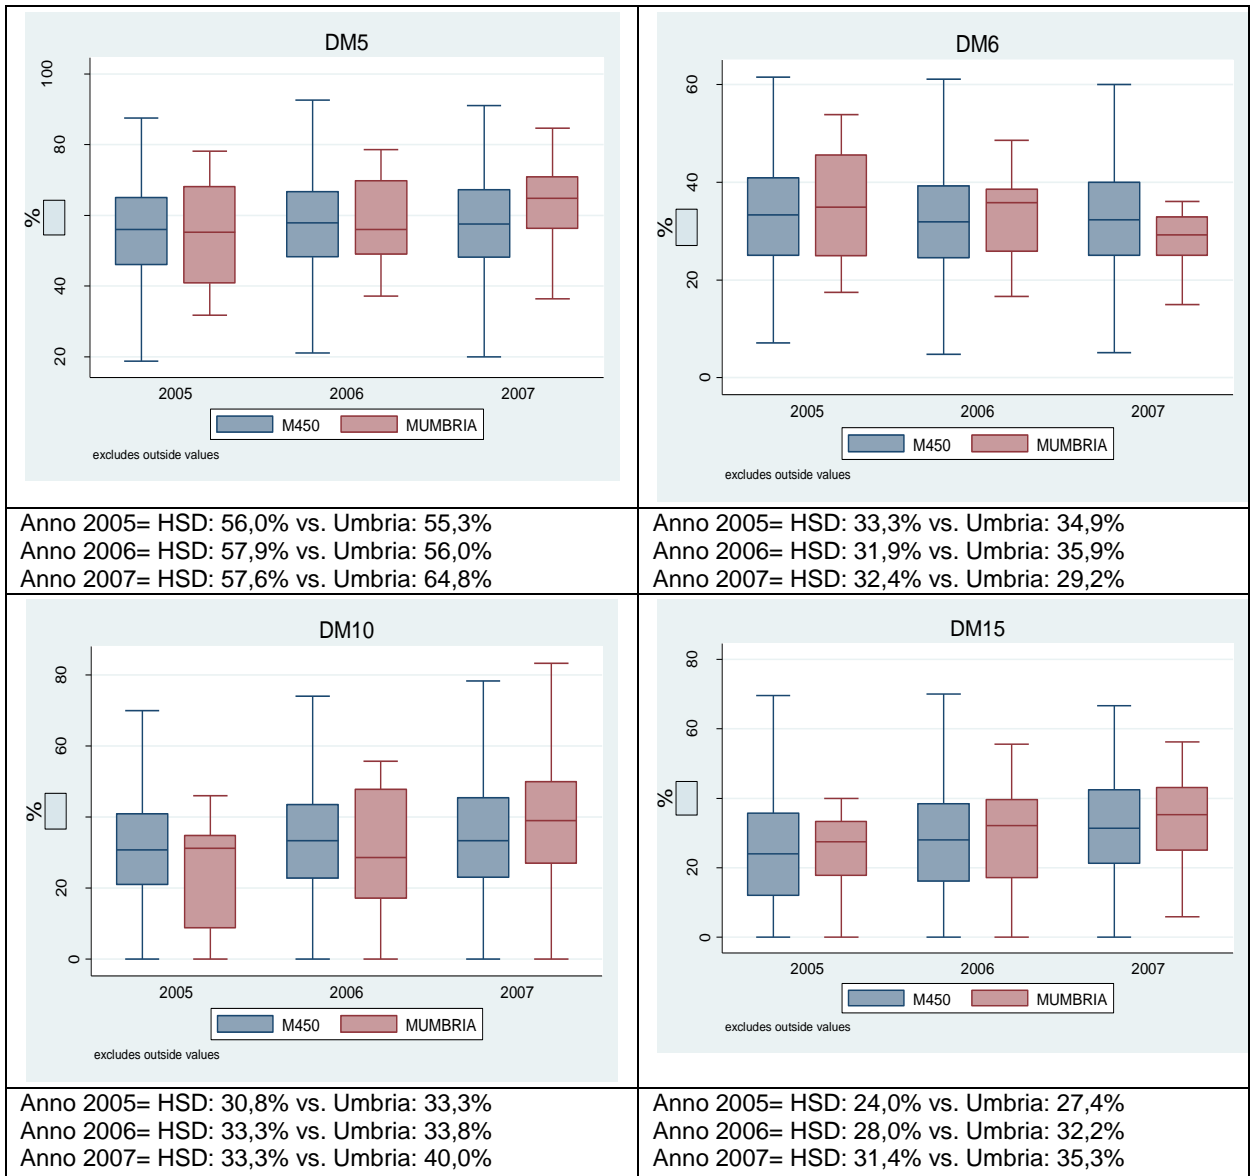 DM5
100
80
%
40
20
2005 2006 2007
M450 MUMBRIA
excludes outside values
DM6
60
40
%
20
0
2005 2006 2007
M450 MUMBRIA
excludes outside values
Anno 2005= HSD: 56,0% vs. Umbria: 55,3%
Anno 2006= HSD: 57,9% vs. Umbria: 56,0%
Anno 2007= HSD: 57,6% vs. Umbria: 64,8%
Anno 2005= HSD: 33,3% vs. Umbria: 34,9%
Anno 2006= HSD: 31,9% vs. Umbria: 35,9%
Anno 2007= HSD: 32,4% vs. Umbria: 29,2%
DM10
80
60
%
20
0
2005 2006 2007
M450 MUMBRIA
excludes outside values
DM15
80
60
%
20
0
2005 2006 2007
M450 MUMBRIA
excludes outside values
Anno 2005= HSD: 30,8% vs. Umbria: 33,3%
Anno 2006= HSD: 33,3% vs. Umbria: 33,8%
Anno 2007= HSD: 33,3% vs. Umbria: 40,0%
Anno 2005= HSD: 24,0% vs. Umbria: 27,4%
Anno 2006= HSD: 28,0% vs. Umbria: 32,2%
Anno 2007= HSD: 31,4% vs. Umbria: 35,3%